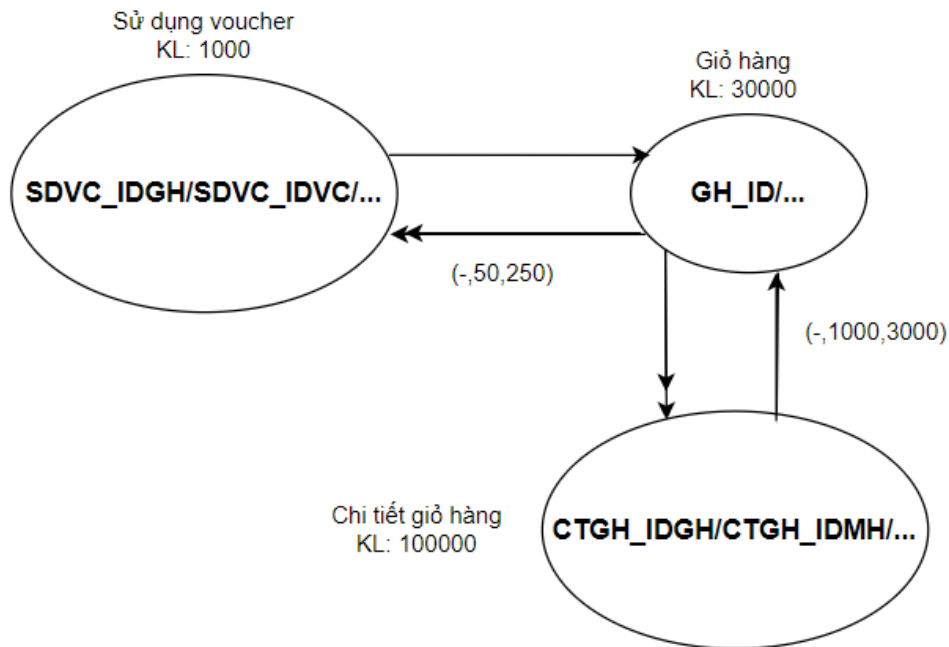 Sử dụng voucher
KL: 1000
Giỏ hàng
KL: 30000
SDVC_IDGH/SDVC_IDVC/...
GH_ID/...
(-,50,250)
(-,1000,3000)
Chi tiết giỏ hàng
KL: 100000
CTGH_IDGH/CTGH_IDMH/...